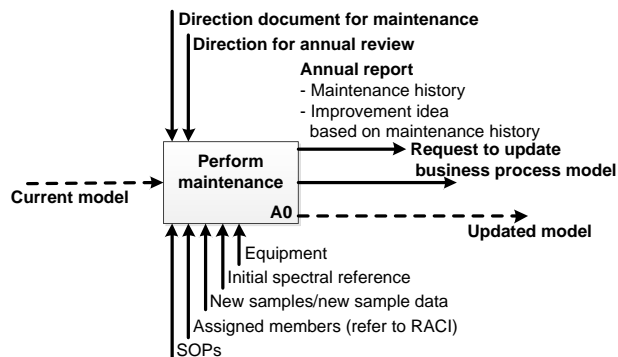 Direction document for maintenance
Direction for annual review
Annual report
- Maintenance history
- Improvement idea
based on maintenance history
Perform
maintenance
A0
Request to update
business process model
Current model
Updated model
Equipment
Initial spectral reference
New samples/new sample data
Assigned members (refer to RACI)
SOPs